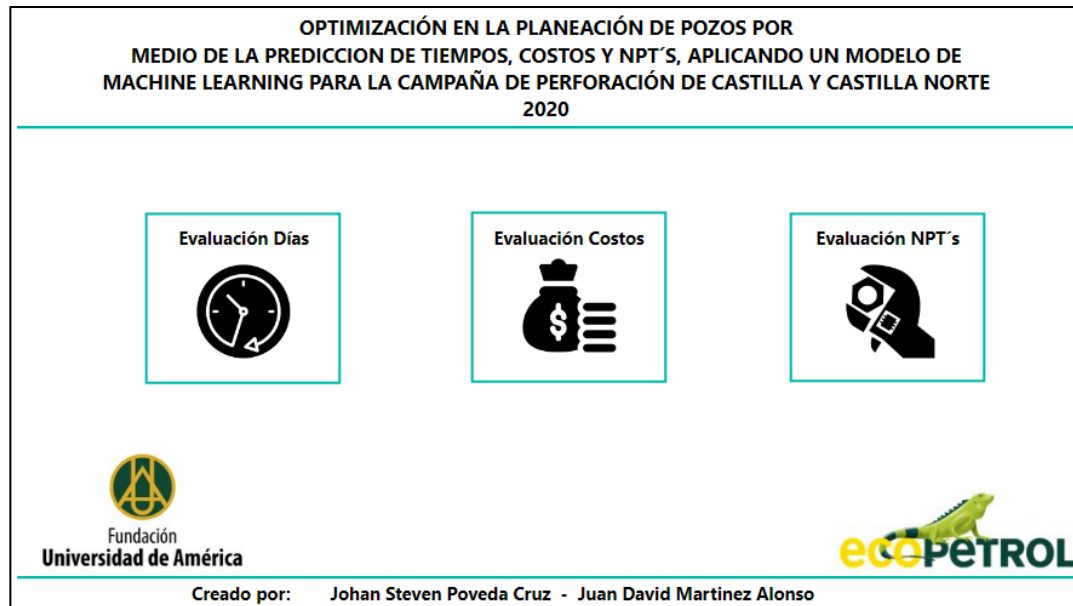 OPTIMIZACIÓN EN LA PLANEACIÓN DE POZOS POR
MEDIO DE LA PREDICCION DE TIEMPOS, COSTOS Y NPT´S, APLICANDO UN MODELO DE
MACHINE LEARNING PARA LA CAMPAÑA DE PERFORACIÓN DE CASTILLA Y CASTILLA NORTE
2020
Evaluación Días
Evaluación Costos
$
Evaluación NPT´s
Fundación
Universidad de América
ecoPETROL
Creado por: Johan Steven Poveda Cruz - Juan David Martinez Alonso